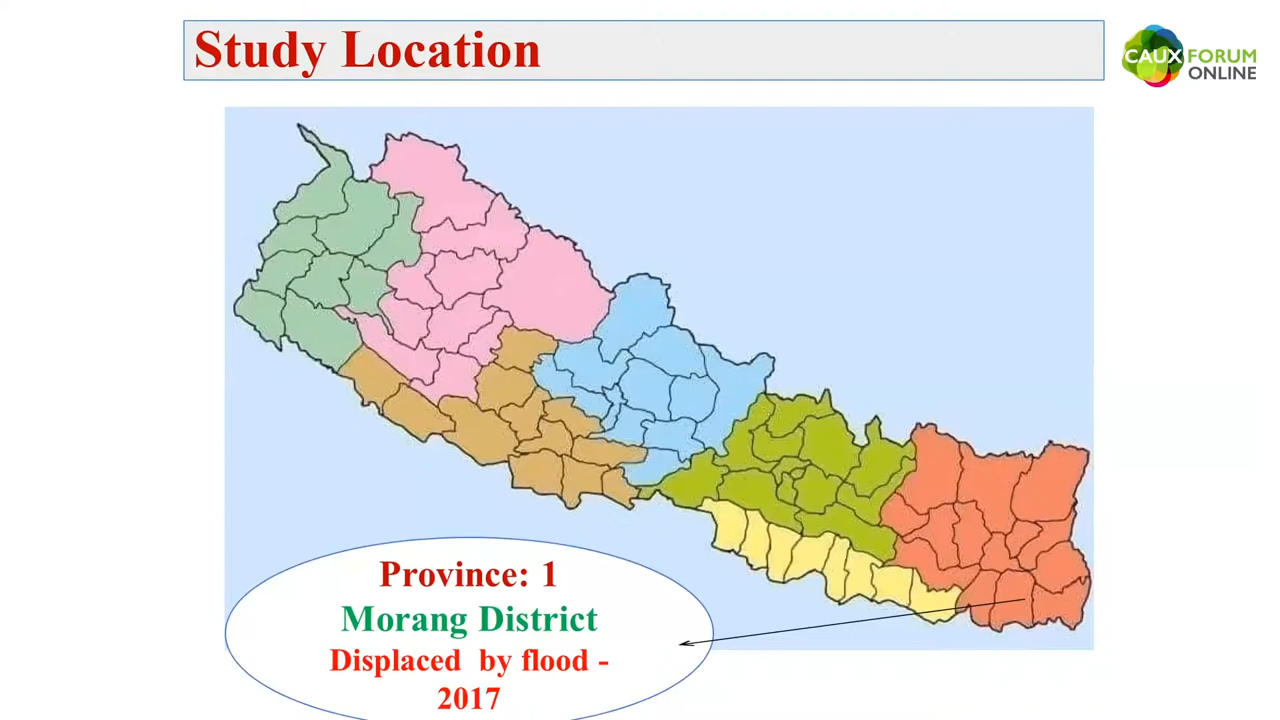 Study Location
CAUX FORUM
ONLINE
Province: 1
Morang District
Displaced by flood -
2017